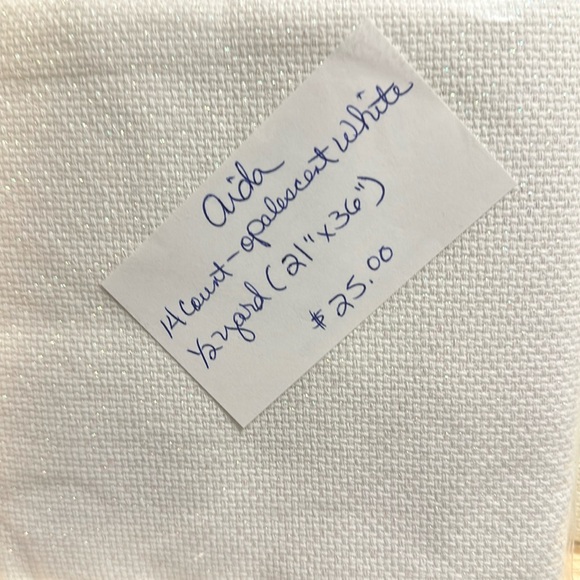 Aida
14 Count - opalescent White
1/2 yard (21" x 36")
$25.00